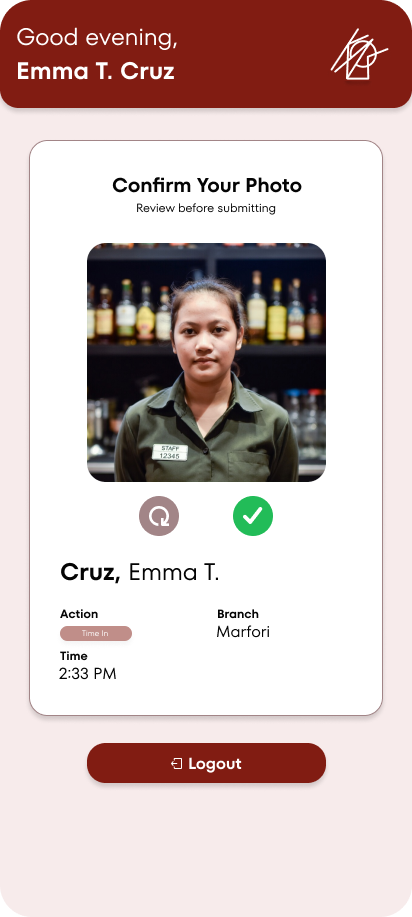 Good evening,
Emma T. Cruz
Confirm Your Photo
Review before submitting
STAFF
12345
Cruz, Emma T.
Action
Branch
Time In
Marfori
Time
2:33 PM
Logout